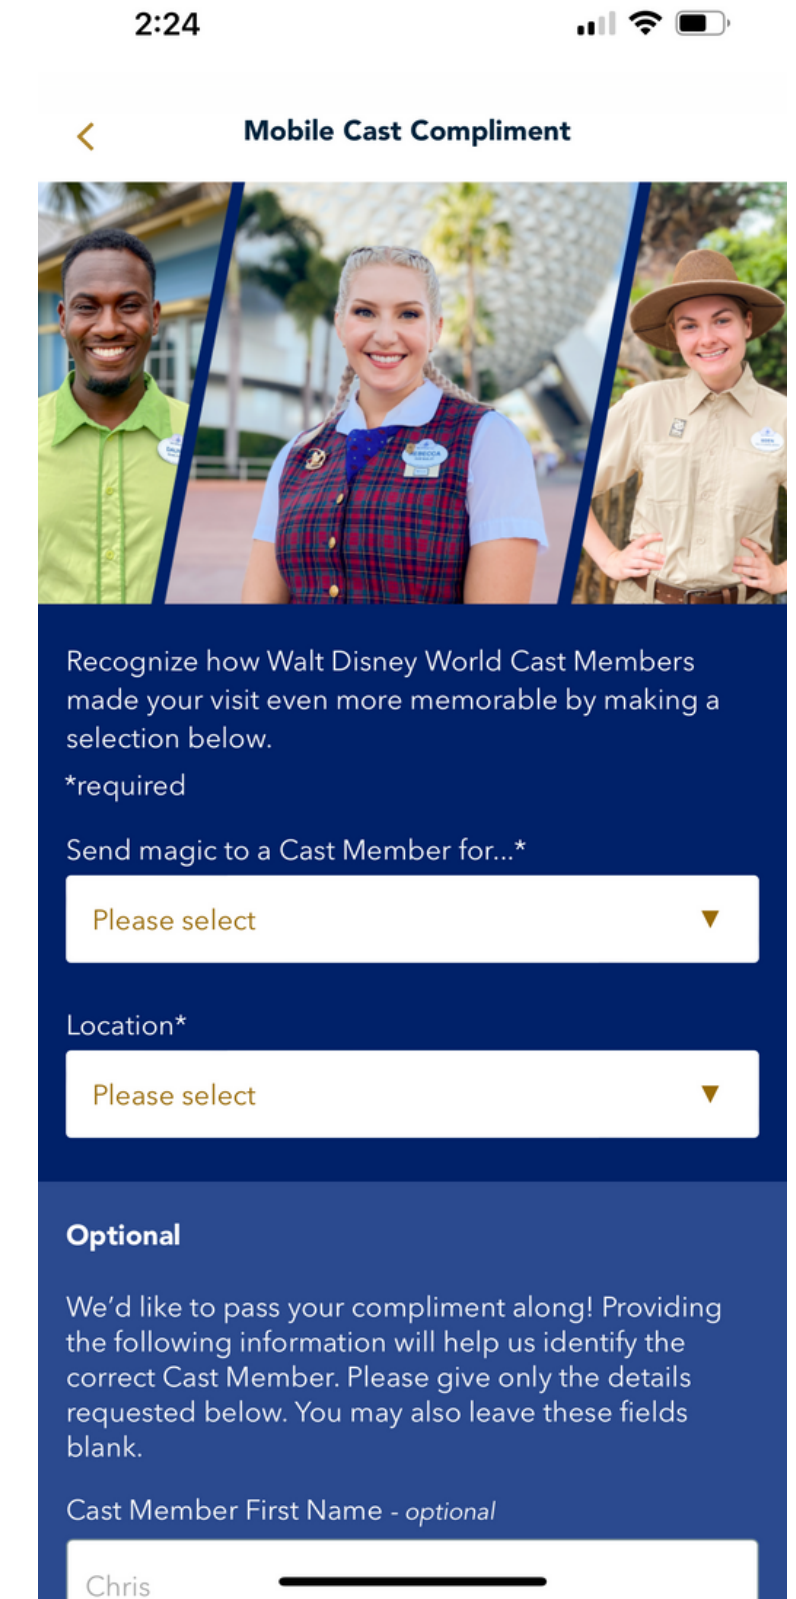 2:24
Mobile Cast Compliment
REBECCA
Recognize how Walt Disney World Cast Members
made your visit even more memorable by making a
selection below.
*required
Send magic to a Cast Member for...*
Please select ▼
Location*
Please select ▼
Optional
We’d like to pass your compliment along! Providing
the following information will help us identify the
correct Cast Member. Please give only the details
requested below. You may also leave these fields
blank.
Cast Member First Name - optional
Chris